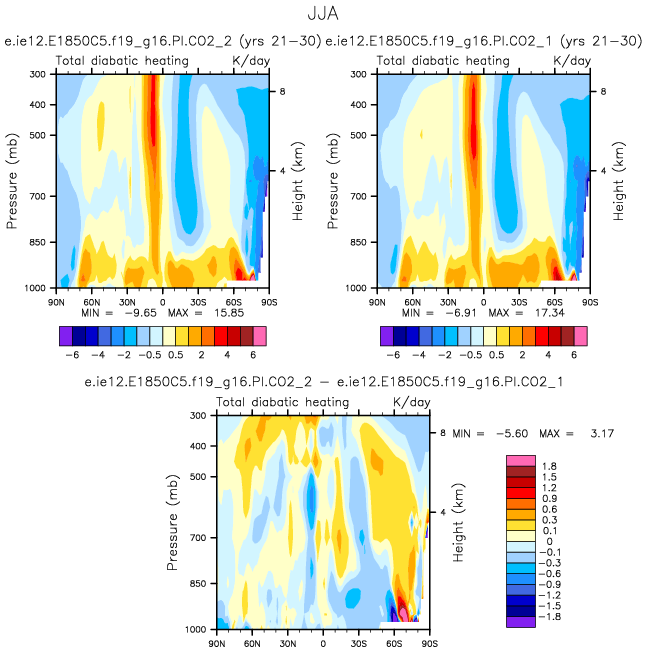 JJA
e.ie12.E1850C5.f19_g16.PI.CO2_2 (yrs 21-30) e.ie12.E1850C5.f19_g16.PI.CO2_1 (yrs 21-30)
Total diabatic heating K/day Total diabatic heating K/day
300 300
400 8 400 8
500 500
4 4
700 700
850 850
1000 1000
Pressure (mb) Height (km) Pressure (mb) Height (km)
90N 60N 30N 0 30S 60S 90S 90N 60N 30N 0 30S 60S 90S
MIN = -9.65 MAX = 15.85 MIN = -6.91 MAX = 17.34
-6 -4 -2 -0.5 0.5 2 4 6 -6 -4 -2 -0.5 0.5 2 4 6
e.ie12.E1850C5.f19_g16.PI.CO2_2 - e.ie12.E1850C5.f19_g16.PI.CO2_1
Total diabatic heating K/day
300
400 8
500
4
700
850
1000
Pressure (mb) Height (km)
90N 60N 30N 0 30S 60S 90S
MIN = -5.60 MAX = 3.17
1.8
1.5
1.2
0.9
0.6
0.3
0.1
0
-0.1
-0.3
-0.6
-0.9
-1.2
-1.5
-1.8